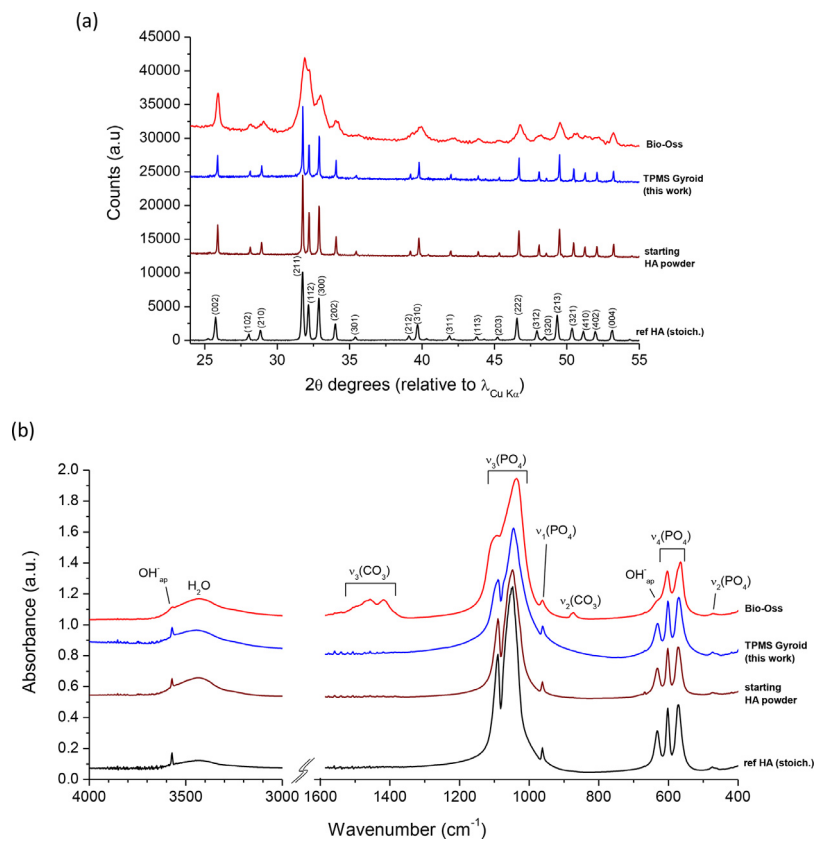 (a)
45000
40000
35000
30000
25000
20000
15000
10000
5000
0
Counts (a.u)
Bio-Oss
TPMS Gyroid
(this work)
starting
HA powder
ref HA (stoich.)
(002)
(102)
(210)
(211)
(112)
(300)
(202)
(301)
(212)
(310)
(311)
(113)
(203)
(222)
(312)
(320)
(213)
(321)
(410)
(402)
(004)
25 30 35 40 45 50 55
2θ degrees (relative to λCu Kα)
(b)
2.0
1.8
1.6
1.4
1.2
1.0
0.8
0.6
0.4
0.2
0.0
Absorbance (a.u.)
OH⁻ap
H₂O
ν₃(CO₃)
ν₃(PO₄)
ν₁(PO₄)
ν₂(CO₃)
OH⁻ap
ν₄(PO₄)
ν₂(PO₄)
Bio-Oss
TPMS Gyroid
(this work)
starting
HA powder
ref HA (stoich.)
4000 3500 3000 1600 1400 1200 1000 800 600 400
Wavenumber (cm⁻¹)